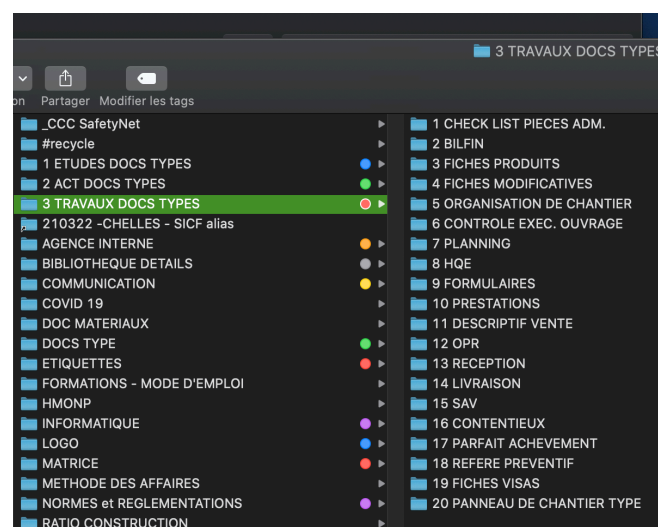 3 TRAVAUX DOCS TYPES
on Partager Modifier les tags
_CCC SafetyNet
#recycle
1 ETUDES DOCS TYPES
2 ACT DOCS TYPES
3 TRAVAUX DOCS TYPES
210322 -CHELLES - SICF alias
AGENCE INTERNE
BIBLIOTHEQUE DETAILS
COMMUNICATION
COVID 19
DOC MATERIAUX
DOCS TYPE
ETIQUETTES
FORMATIONS - MODE D'EMPLOI
HMONP
INFORMATIQUE
LOGO
MATRICE
METHODE DES AFFAIRES
NORMES et REGLEMENTATIONS
RATIO CONSTRUCTION
1 CHECK LIST PIECES ADM.
2 BILFIN
3 FICHES PRODUITS
4 FICHES MODIFICATIVES
5 ORGANISATION DE CHANTIER
6 CONTROLE EXEC. OUVRAGE
7 PLANNING
8 HQE
9 FORMULAIRES
10 PRESTATIONS
11 DESCRIPTIF VENTE
12 OPR
13 RECEPTION
14 LIVRAISON
15 SAV
16 CONTENTIEUX
17 PARFAIT ACHEVEMENT
18 REFERE PREVENTIF
19 FICHES VISAS
20 PANNEAU DE CHANTIER TYPE